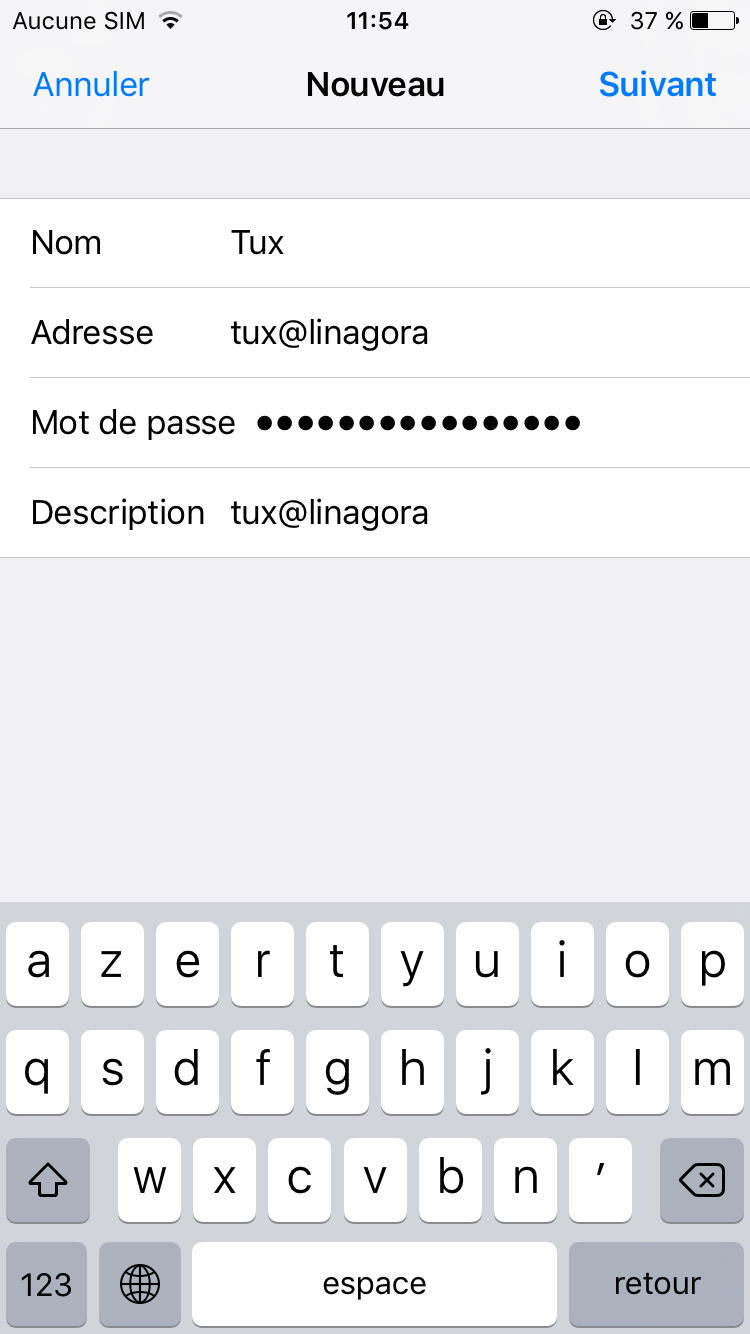 Aucune SIM 11:54 37 %
Annuler Nouveau Suivant
Nom Tux
Adresse tux@linagora
Mot de passe ••••••••••••••••
Description tux@linagora
a z e r t y u i o p
q s d f g h j k l m
w x c v b n ′
123 espace retour